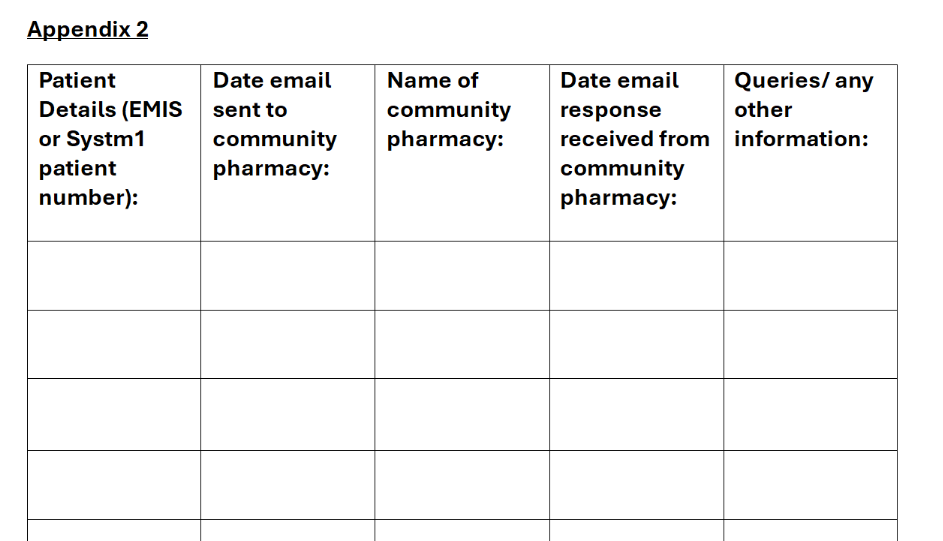 Appendix 2
Patient
Details (EMIS
or Systm1
patient
number):
Date email
sent to
community
pharmacy:
Name of
community
pharmacy:
Date email
response
received from
community
pharmacy:
Queries/ any
other
information: